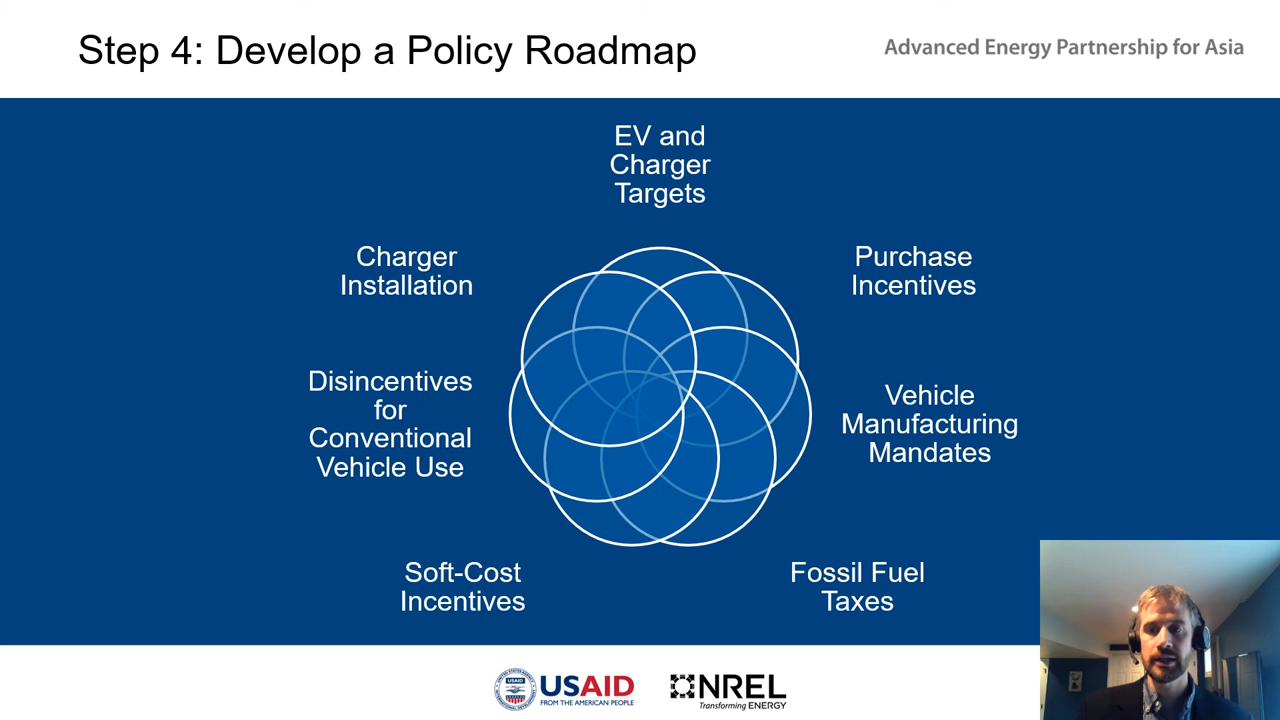 Step 4: Develop a Policy Roadmap
Advanced Energy Partnership for Asia
EV and
Charger
Targets
Purchase
Incentives
Vehicle
Manufacturing
Mandates
Fossil Fuel
Taxes
Soft-Cost
Incentives
Disincentives
for
Conventional
Vehicle Use
Charger
Installation
USAID
USAID
FROM THE AMERICAN PEOPLE
NREL
Transforming ENERGY